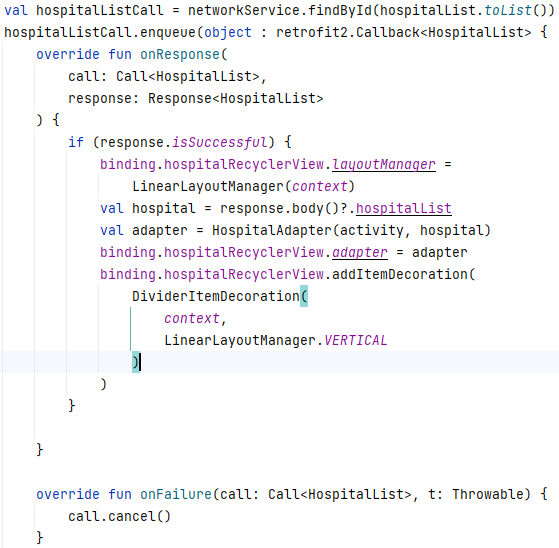 val hospitalListCall = networkService.findById(hospitalList.toList())
hospitalListCall.enqueue(object : retrofit2.Callback<HospitalList> {
    override fun onResponse(
        call: Call<HospitalList>,
        response: Response<HospitalList>
    ) {
        if (response.isSuccessful) {
            binding.hospitalRecyclerView.layoutManager =
                LinearLayoutManager(context)
            val hospital = response.body()?.hospitalList
            val adapter = HospitalAdapter(activity, hospital)
            binding.hospitalRecyclerView.adapter = adapter
            binding.hospitalRecyclerView.addItemDecoration(
                DividerItemDecoration(
                    context,
                    LinearLayoutManager.VERTICAL
                )
            )
        }

    }

    override fun onFailure(call: Call<HospitalList>, t: Throwable) {
        call.cancel()
    }